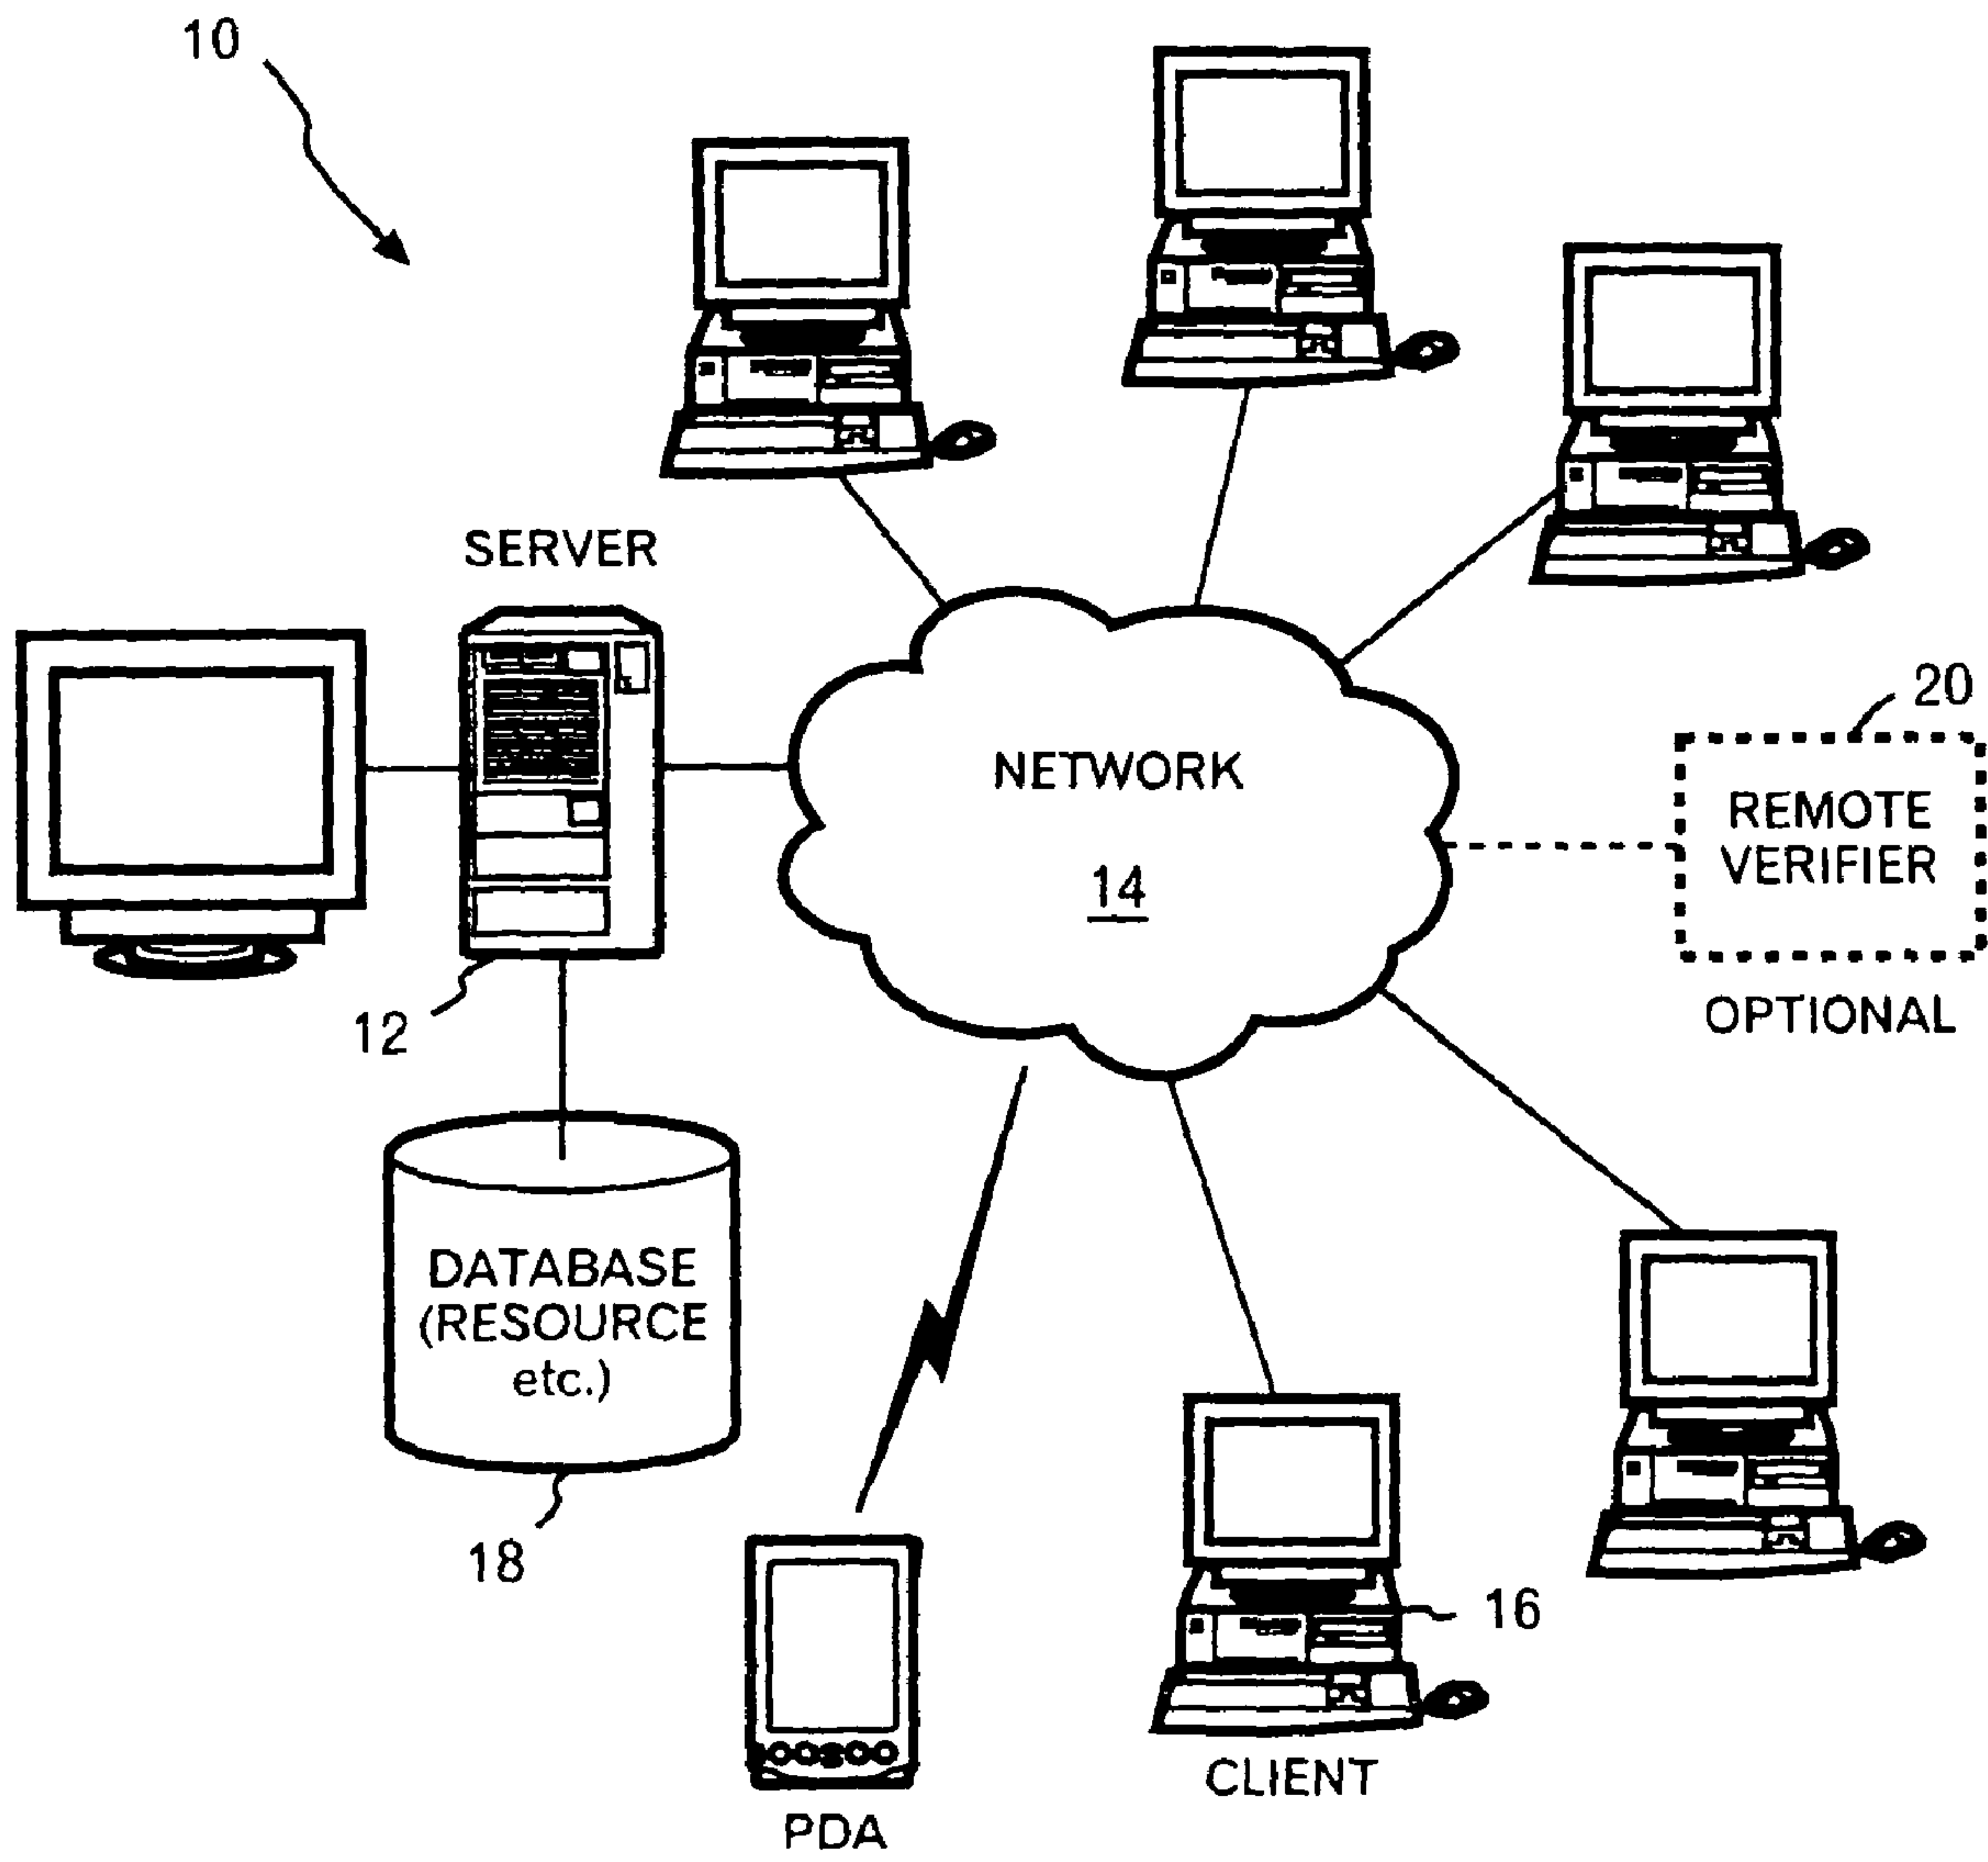 10
SERVER
20
NETWORK
14
REMOTE
VERIFIER
OPTIONAL
12
DATABASE
(RESOURCE
etc.)
18
16
CLIENT
PDA